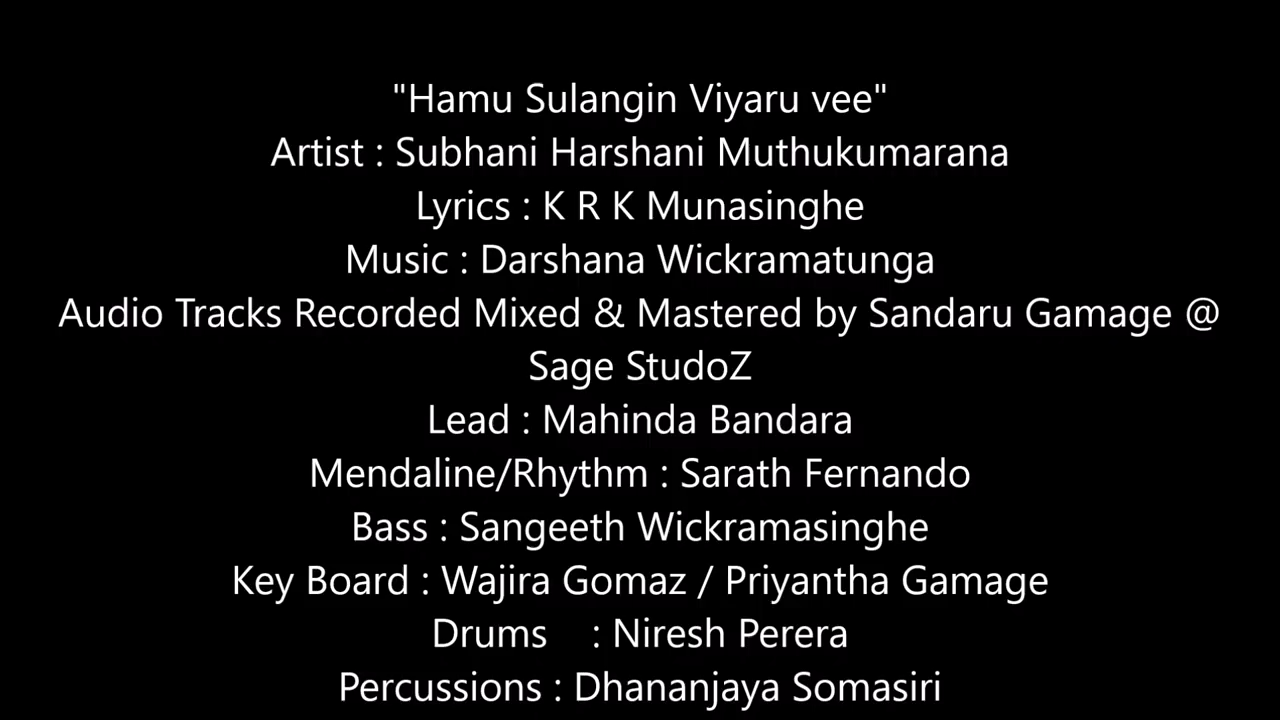 "Hamu Sulangin Viyaru vee"
Artist : Subhani Harshani Muthukumarana
Lyrics : K R K Munasinghe
Music : Darshana Wickramatunga
Audio Tracks Recorded Mixed & Mastered by Sandaru Gamage @
Sage StudoZ
Lead : Mahinda Bandara
Mendaline/Rhythm : Sarath Fernando
Bass : Sangeeth Wickramasinghe
Key Board : Wajira Gomaz / Priyantha Gamage
Drums : Niresh Perera
Percussions : Dhananjaya Somasiri